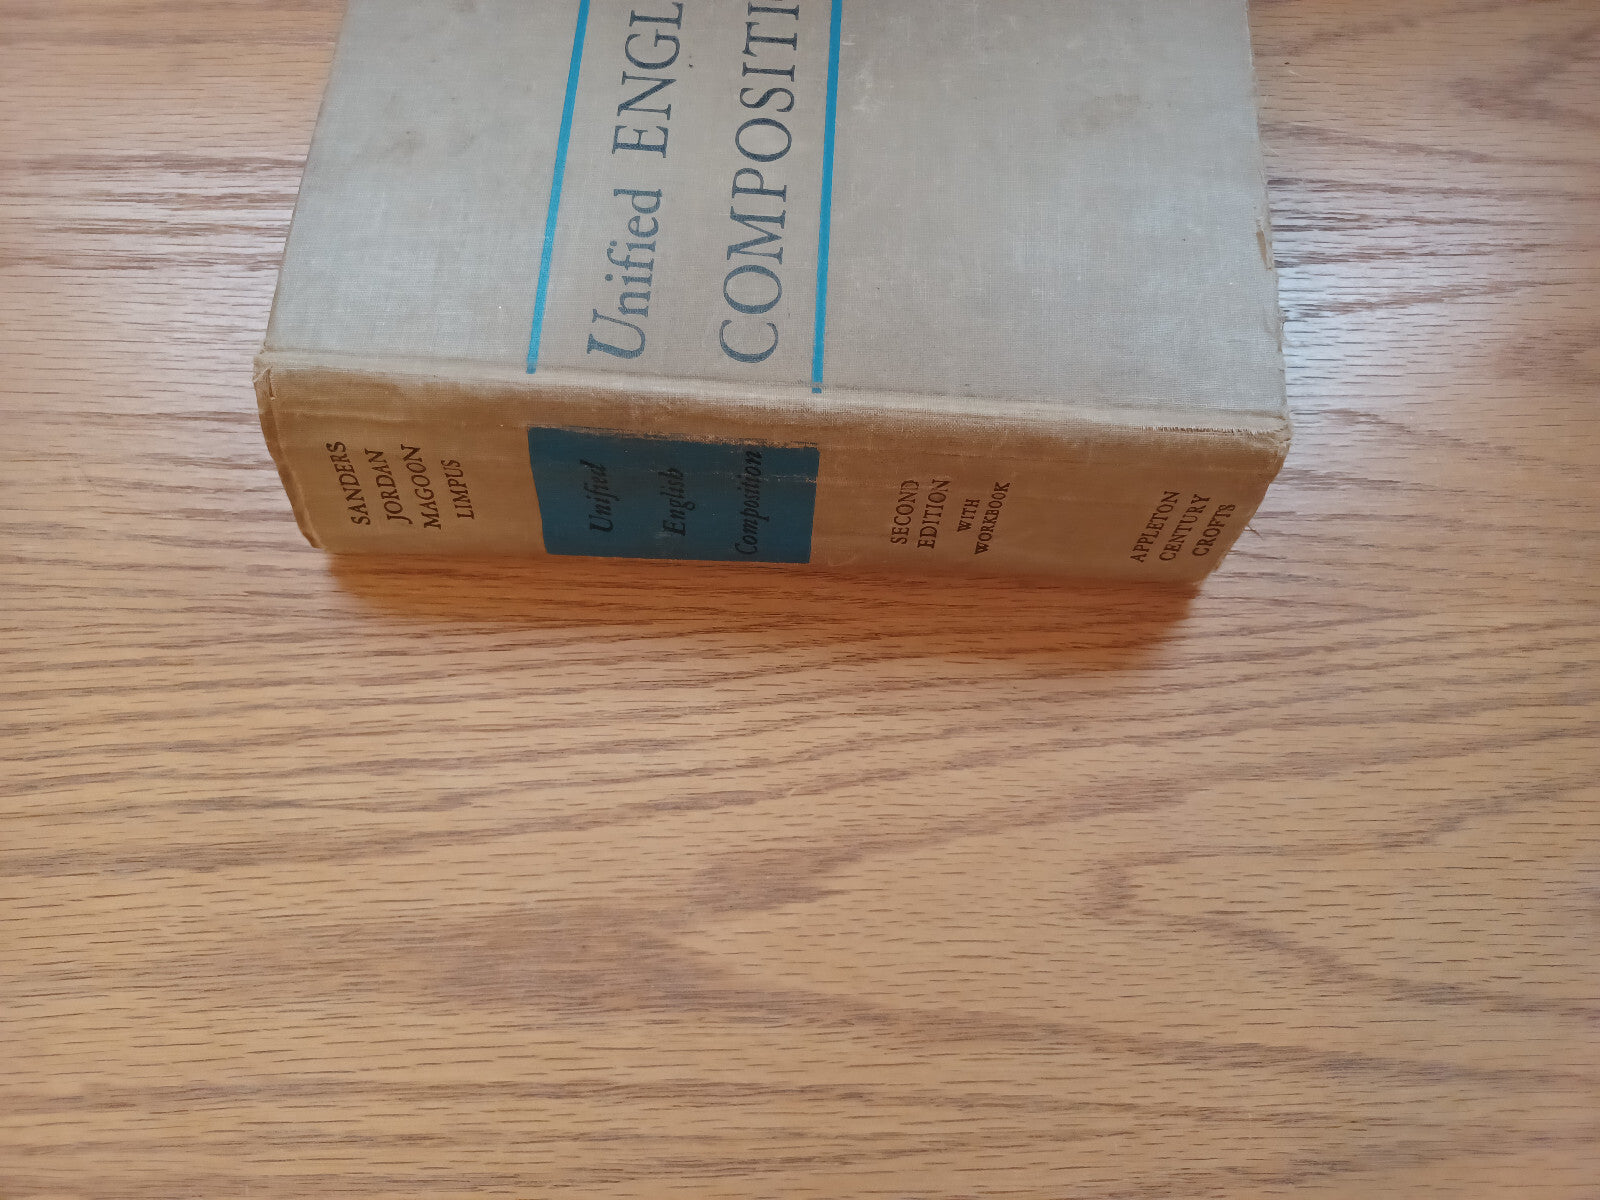 Unified ENGL
COMPOSITI
SANDERS
JORDAN
MAGOON
LIMPUS
Unified
English
Composition
SECOND
EDITION
WITH
WORKBOOK
APPLETON
CENTURY
CROFTS